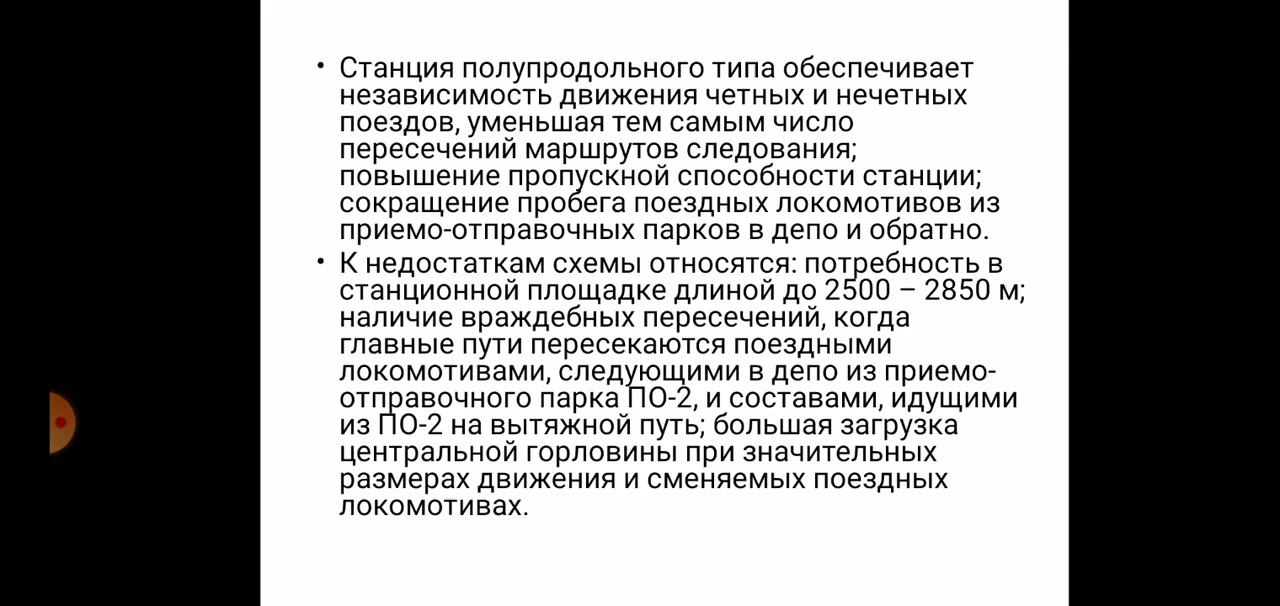 • Станция полупродольного типа обеспечивает
независимость движения четных и нечетных
поездов, уменьшая тем самым число
пересечений маршрутов следования;
повышение пропускной способности станции;
сокращение пробега поездных локомотивов из
приемо-отправочных парков в депо и обратно.
• К недостаткам схемы относятся: потребность в
станционной площадке длиной до 2500 – 2850 м;
наличие враждебных пересечений, когда
главные пути пересекаются поездными
локомотивами, следующими в депо из приемо-
отправочного парка ПО-2, и составами, идущими
из ПО-2 на вытяжной путь; большая загрузка
центральной горловины при значительных
размерах движения и сменяемых поездных
локомотивах.